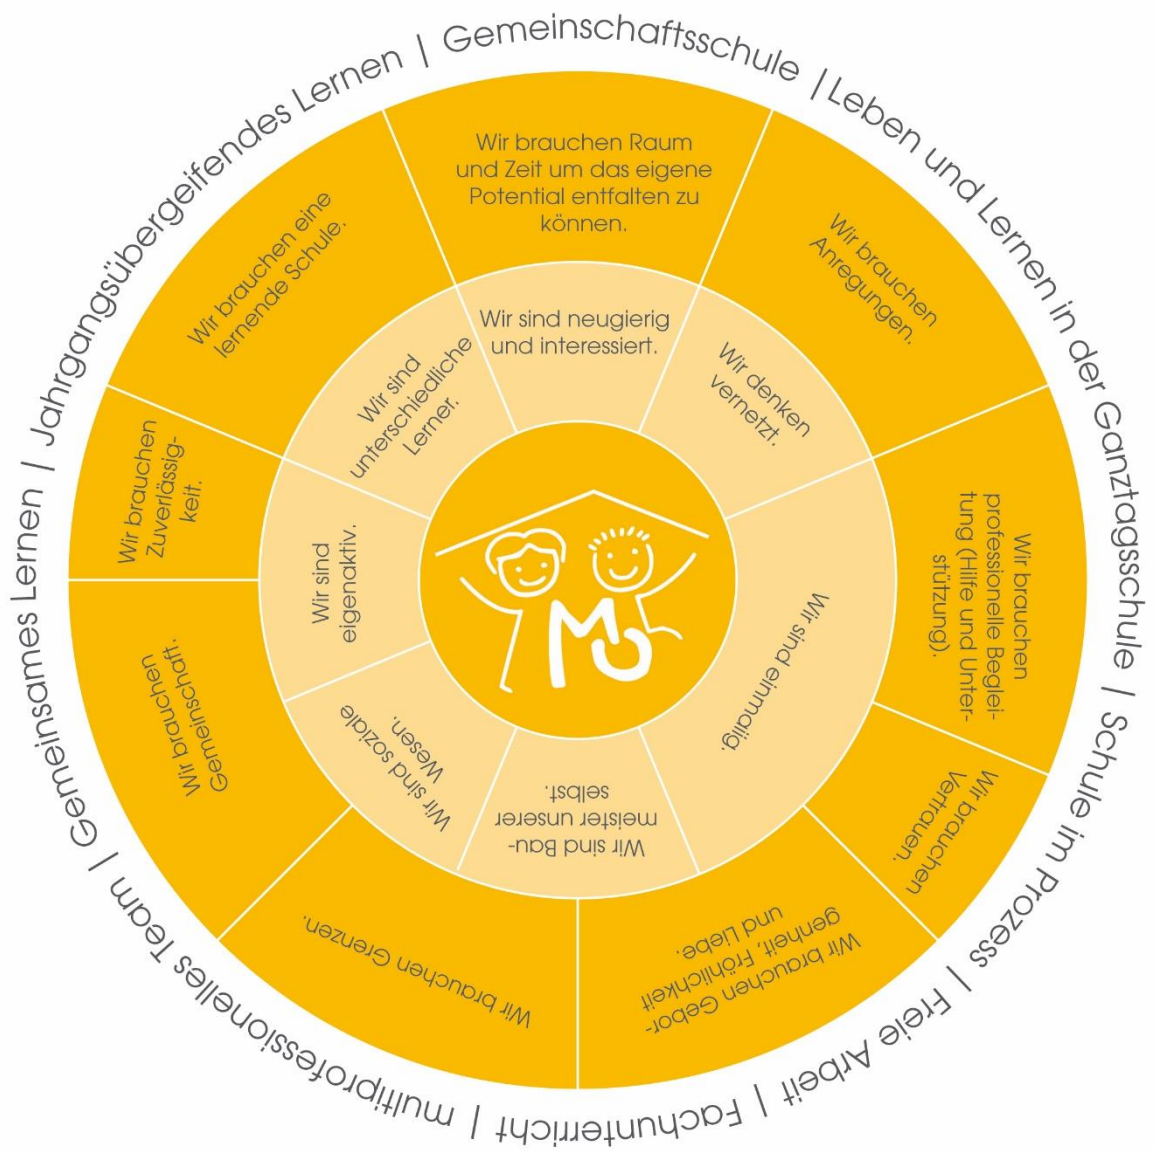 Gemeinschaftsschule | Leben und Lernen in der Ganztagsschule | Schule im Prozess | Freie Arbeit | Fachunterricht | multiprofessionelles Team | Gemeinsames Lernen | Jahrgangsübergeifendes Lernen |
Wir brauchen Raum
und Zeit um das eigene
Potential entfalten zu
können.
Wir brauchen
Anregungen.
Wir brauchen
professionelle Beglei-
tung (Hilfe und Unter-
stützung).
Wir brauchen
Vertrauen.
Wir brauchen Gebor-
genheit, Fröhlichkeit
und Liebe.
Wir brauchen Grenzen.
Wir brauchen
Gemeinschaft.
Wir brauchen
Zuverlässig-
keit.
Wir brauchen eine
lernende Schule.
Wir sind neugierig
und interessiert.
Wir denken
vernetzt.
Wir sind einmalig.
Wir sind Bau-
meister unserer
selbst.
Wir sind soziale
Wesen.
Wir sind
eigenaktiv.
Wir sind
unterschiedliche
Lerner.